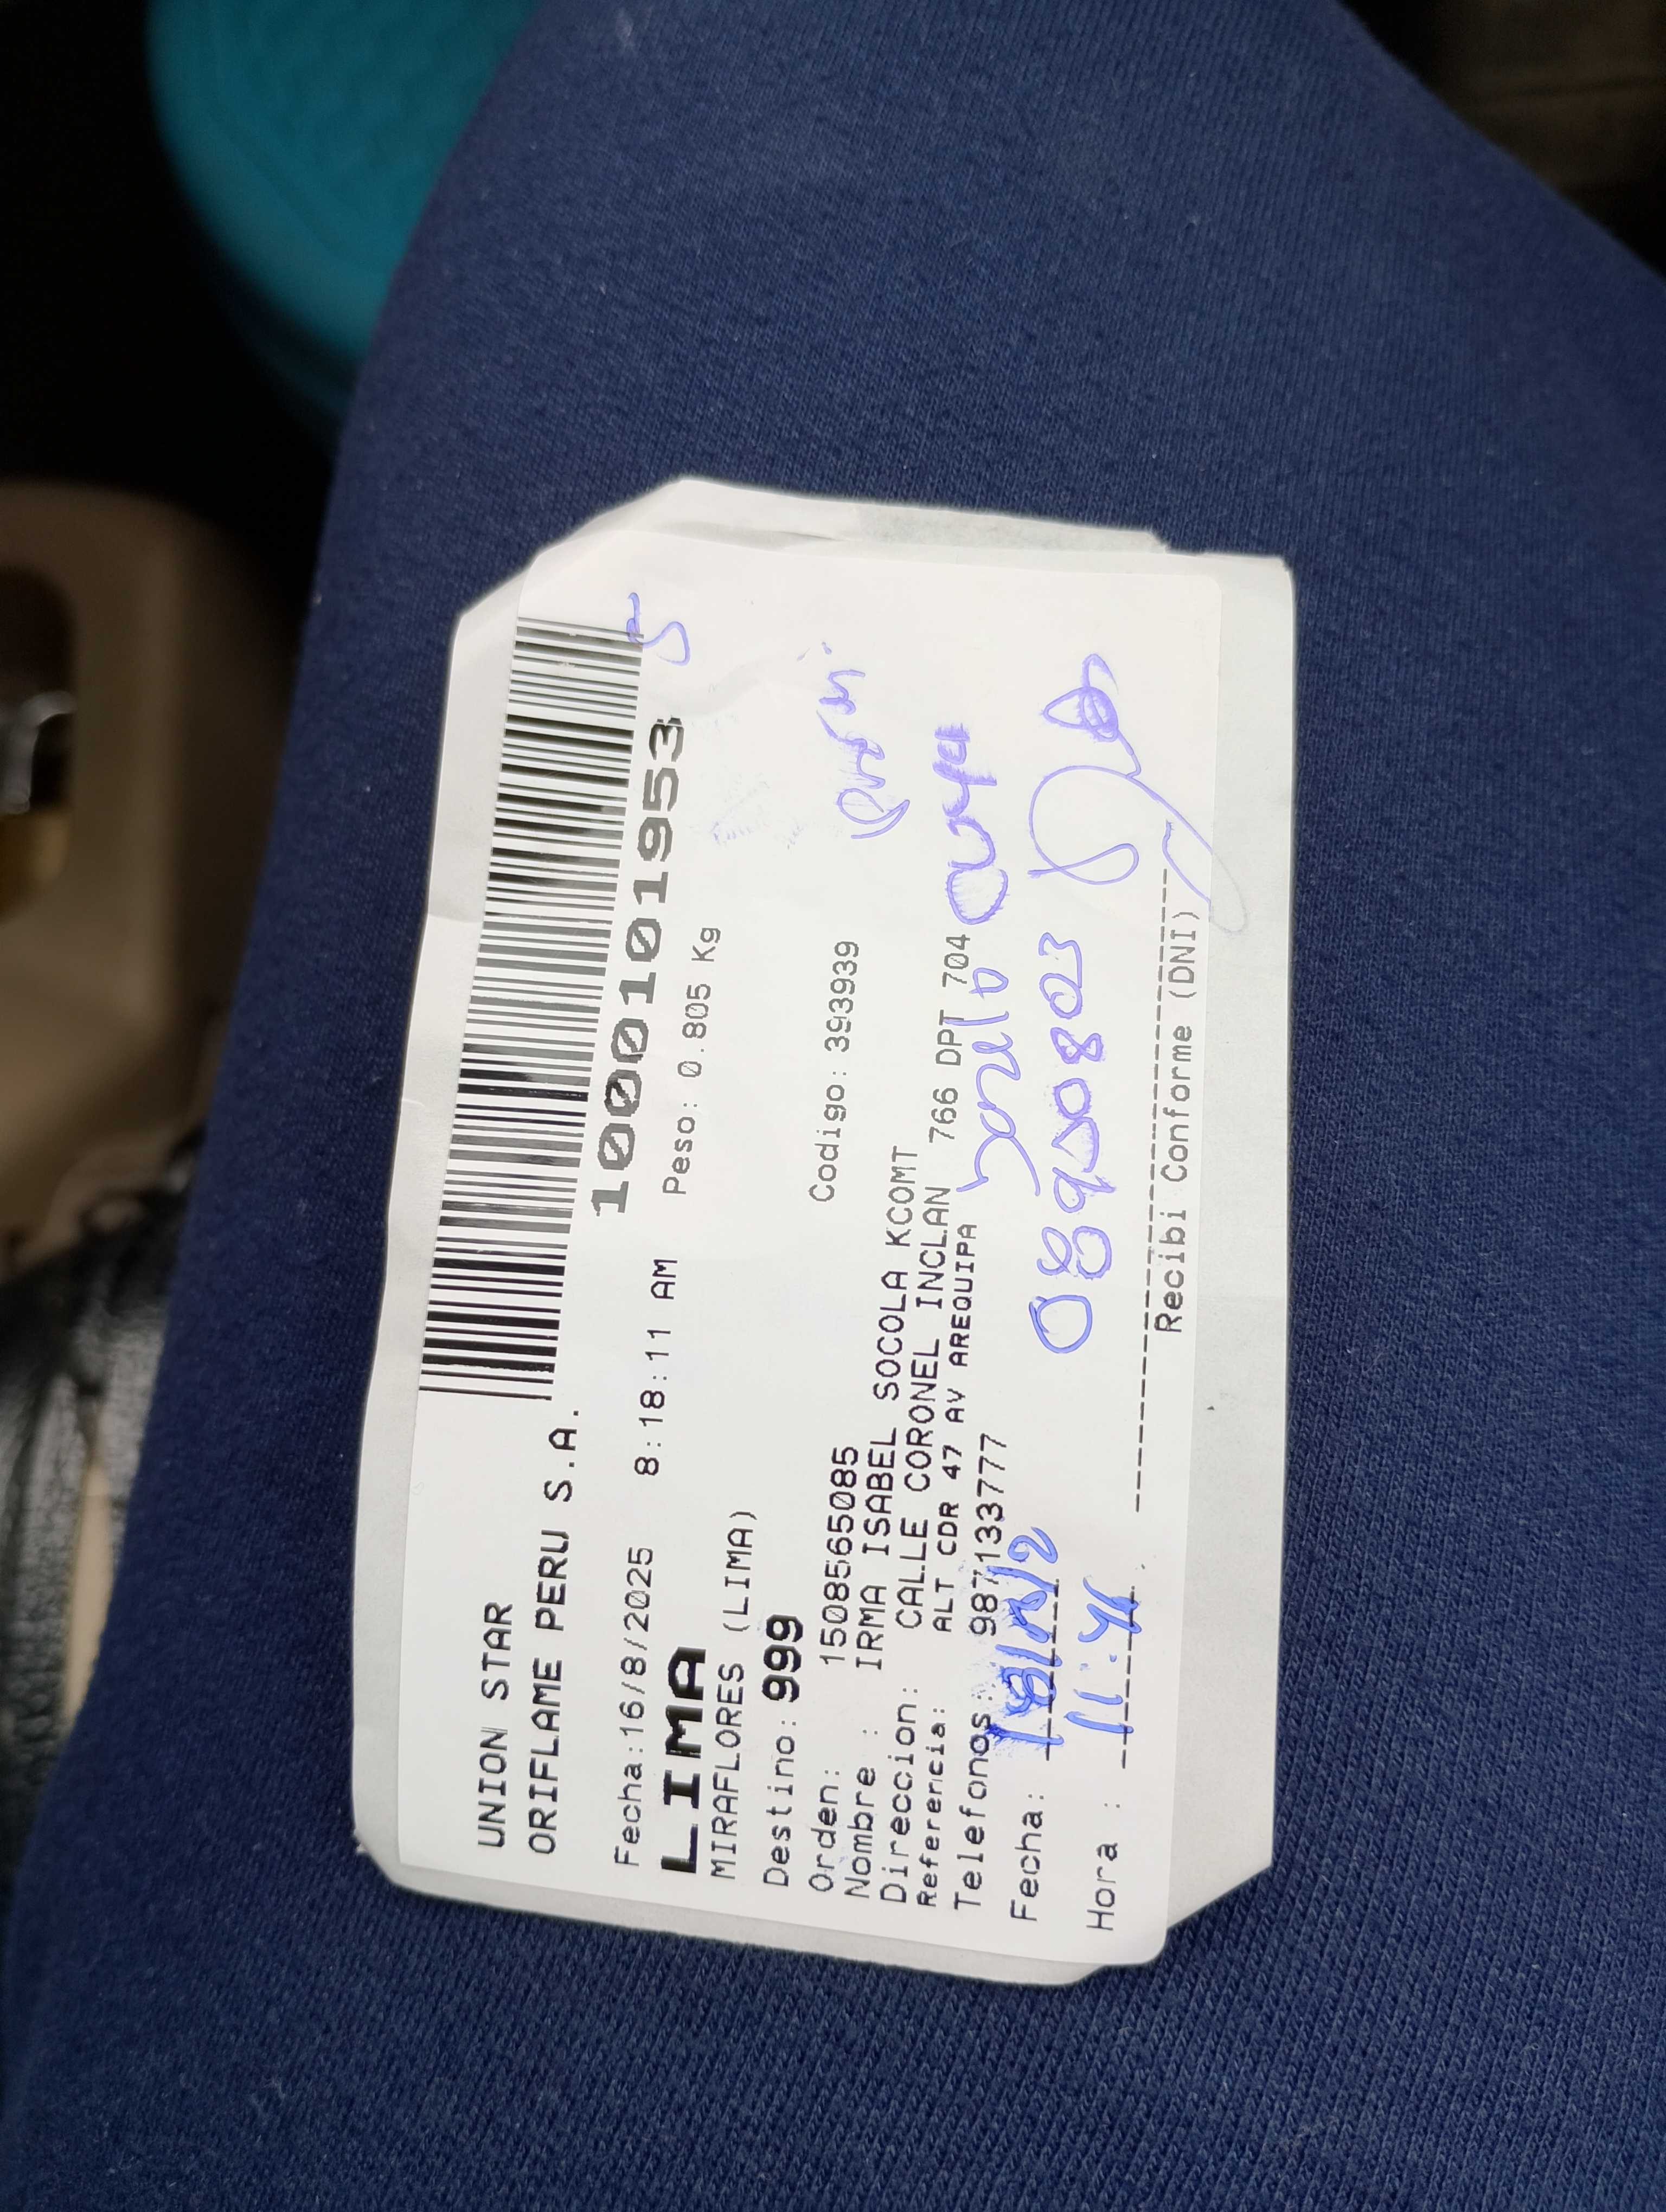 UNION STAR
ORIFLAME PERU S.A.
1000101953
Fecha:16/8/2025 8:18:11 AM Peso: 0.805 Kg
LIMA
MIRAFLORES (LIMA)
Destino: 999
Orden: 1508565085 Codigo: 393939
Nombre : IRMA ISABEL SOCOLA KCOMT
Direccion: CALLE CORONEL INCLAN 766 DPT 704
Referencia: ALT CDR 47 AV AREQUIPA
Telefonos: 987133777
Fecha:
Hora :
Recibi Conforme (DNI)